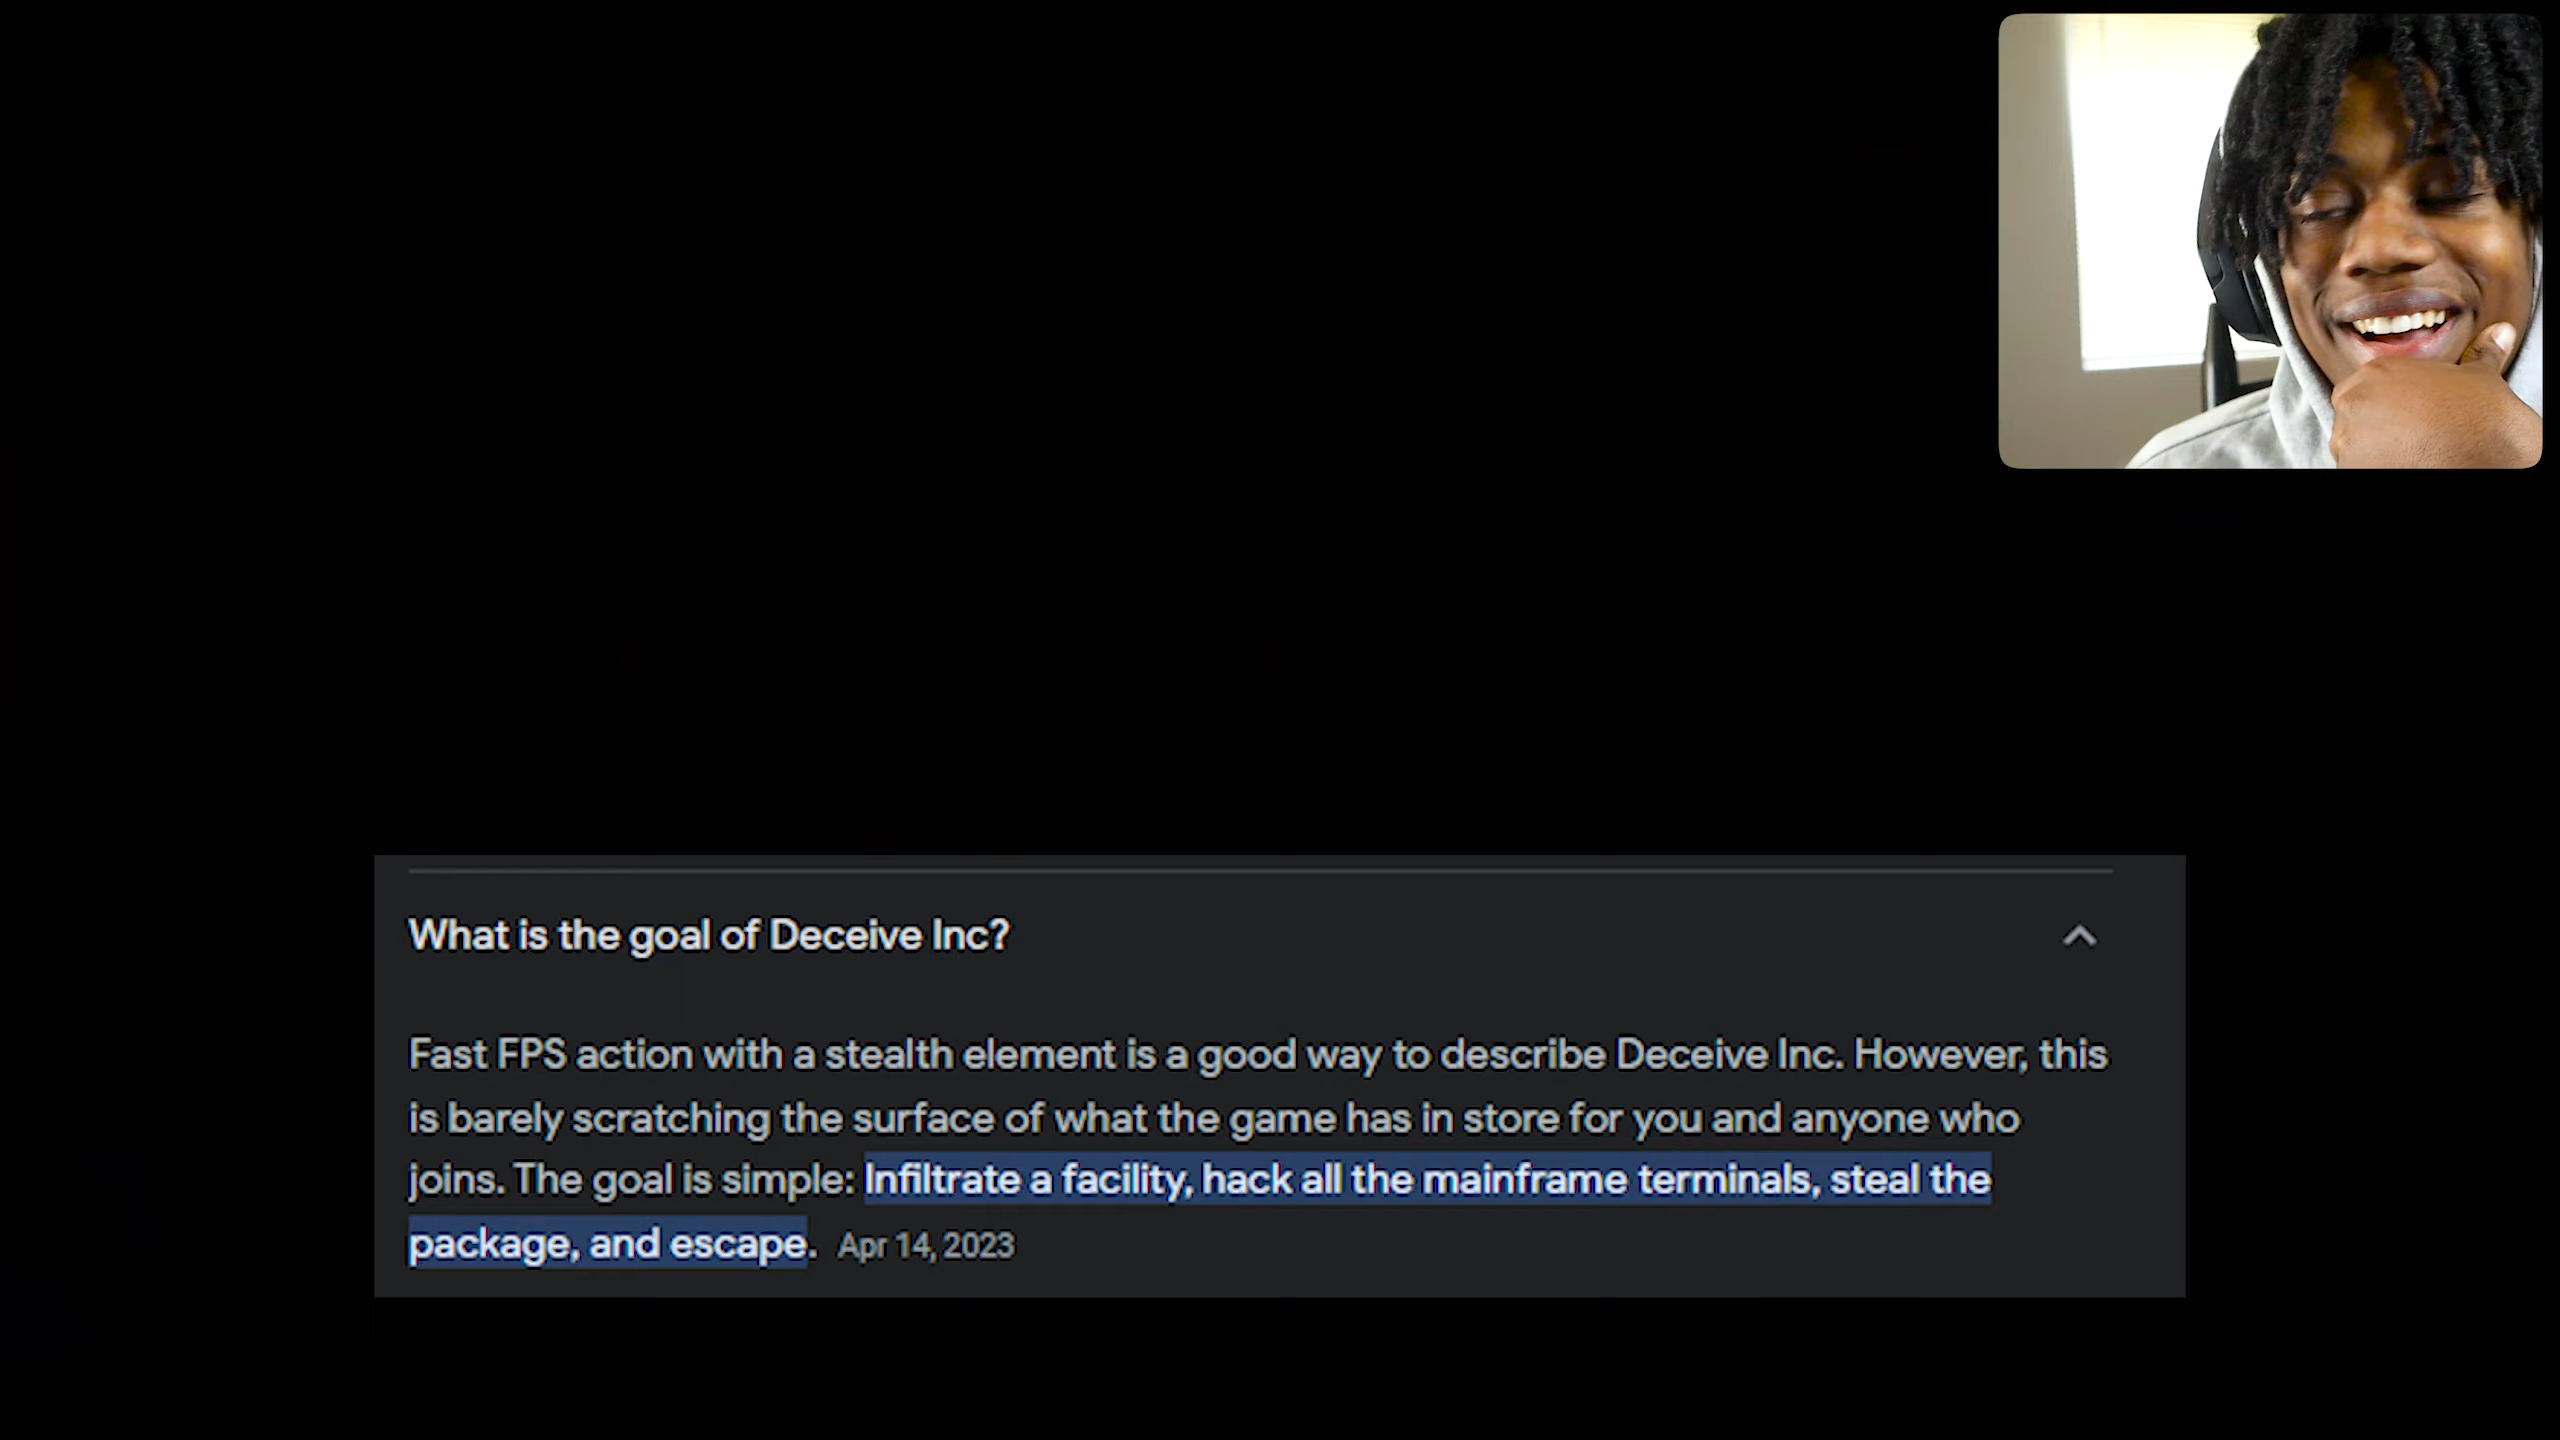 What is the goal of Deceive Inc?
Fast FPS action with a stealth element is a good way to describe Deceive Inc. However, this
is barely scratching the surface of what the game has in store for you and anyone who
joins. The goal is simple: Infiltrate a facility, hack all the mainframe terminals, steal the
package, and escape. Apr 14, 2023